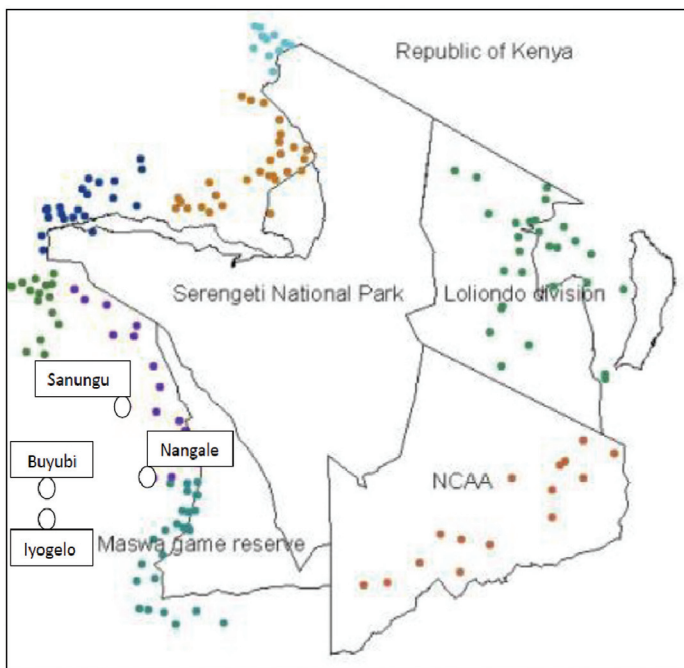 Republic of Kenya
Serengeti National Park
Loliondo division
Sanungu
Nangale
Buyubi
NCAA
Iyogelo
Maswa game reserve